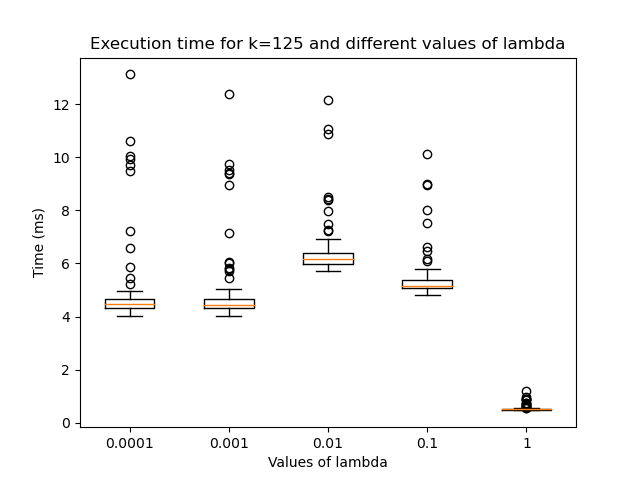 Execution time for k=125 and different values of lambda
Time (ms)
12
10
8
6
4
2
0
0.0001 0.001 0.01 0.1 1
Values of lambda